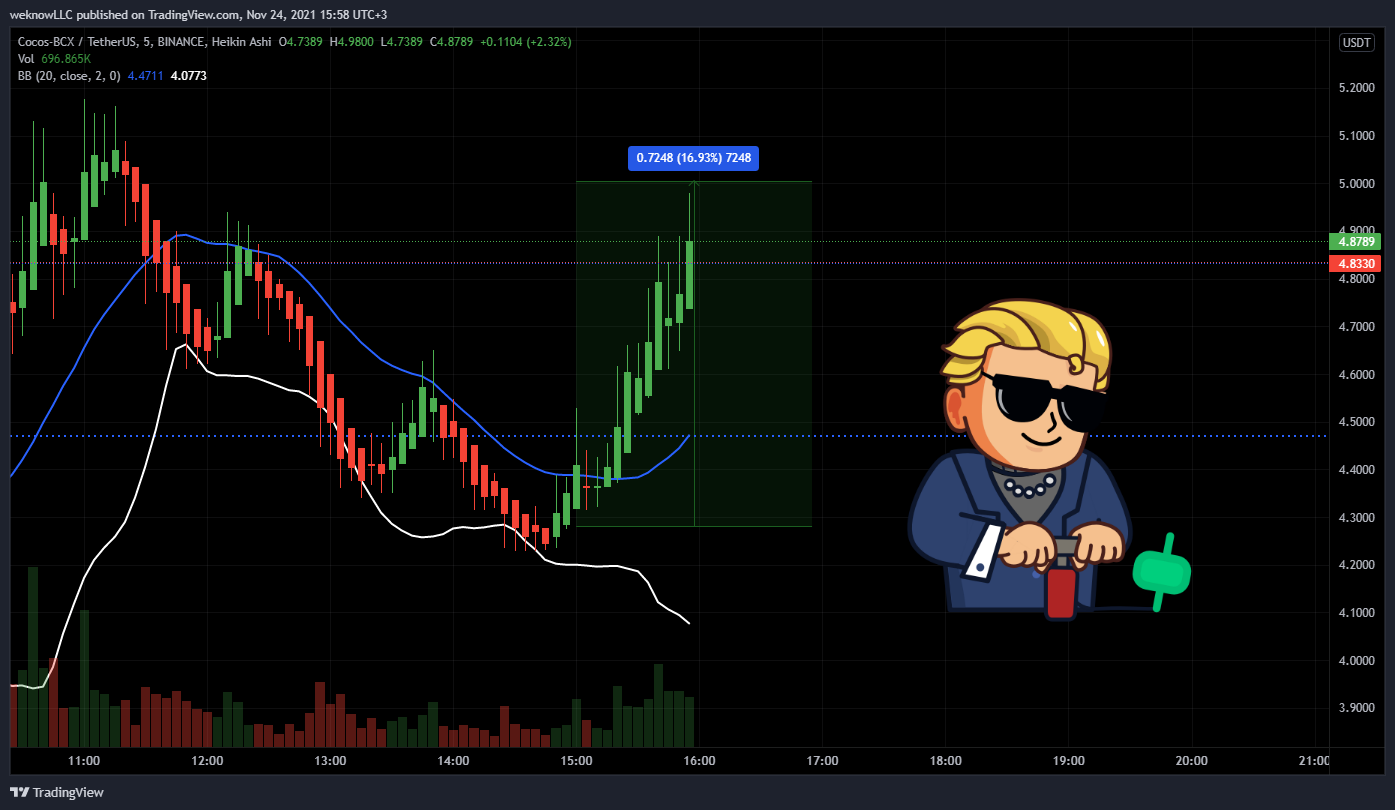 weknowLLC published on TradingView.com, Nov 24, 2021 15:58 UTC+3
Cocos-BCX / TetherUS, 5, BINANCE, Heikin Ashi O4.7389 H4.9800 L4.7389 C4.8789 +0.1104 (+2.32%)
USDT
Vol 696.865K
BB (20, close, 2, 0) 4.4711 4.0773
5.2000
5.1000
0.7248 (16.93%) 7248
5.0000
4.9000
4.8789
4.8330
4.8000
4.7000
4.6000
4.5000
4.4000
4.3000
4.2000
4.1000
4.0000
3.9000
11:00 12:00 13:00 14:00 15:00 16:00 17:00 18:00 19:00 20:00 21:00
TradingView